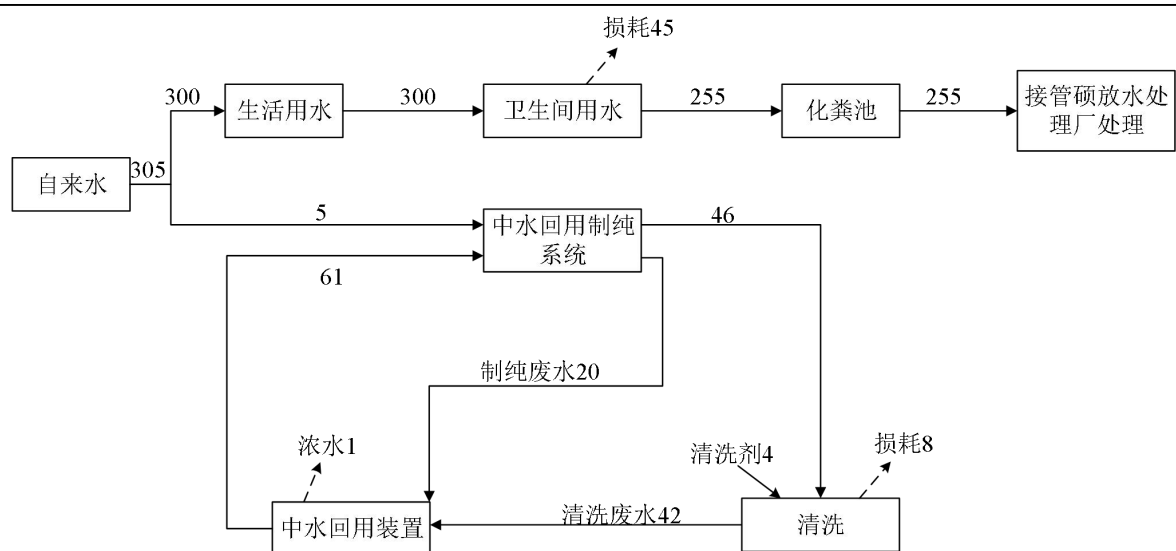 损耗45
300
生活用水
300
卫生间用水
255
化粪池
255
接管硕放水处
理厂处理
自来水
305
5
中水回用制纯
系统
46
61
制纯废水20
浓水1
清洗剂4
损耗8
中水回用装置
清洗废水42
清洗